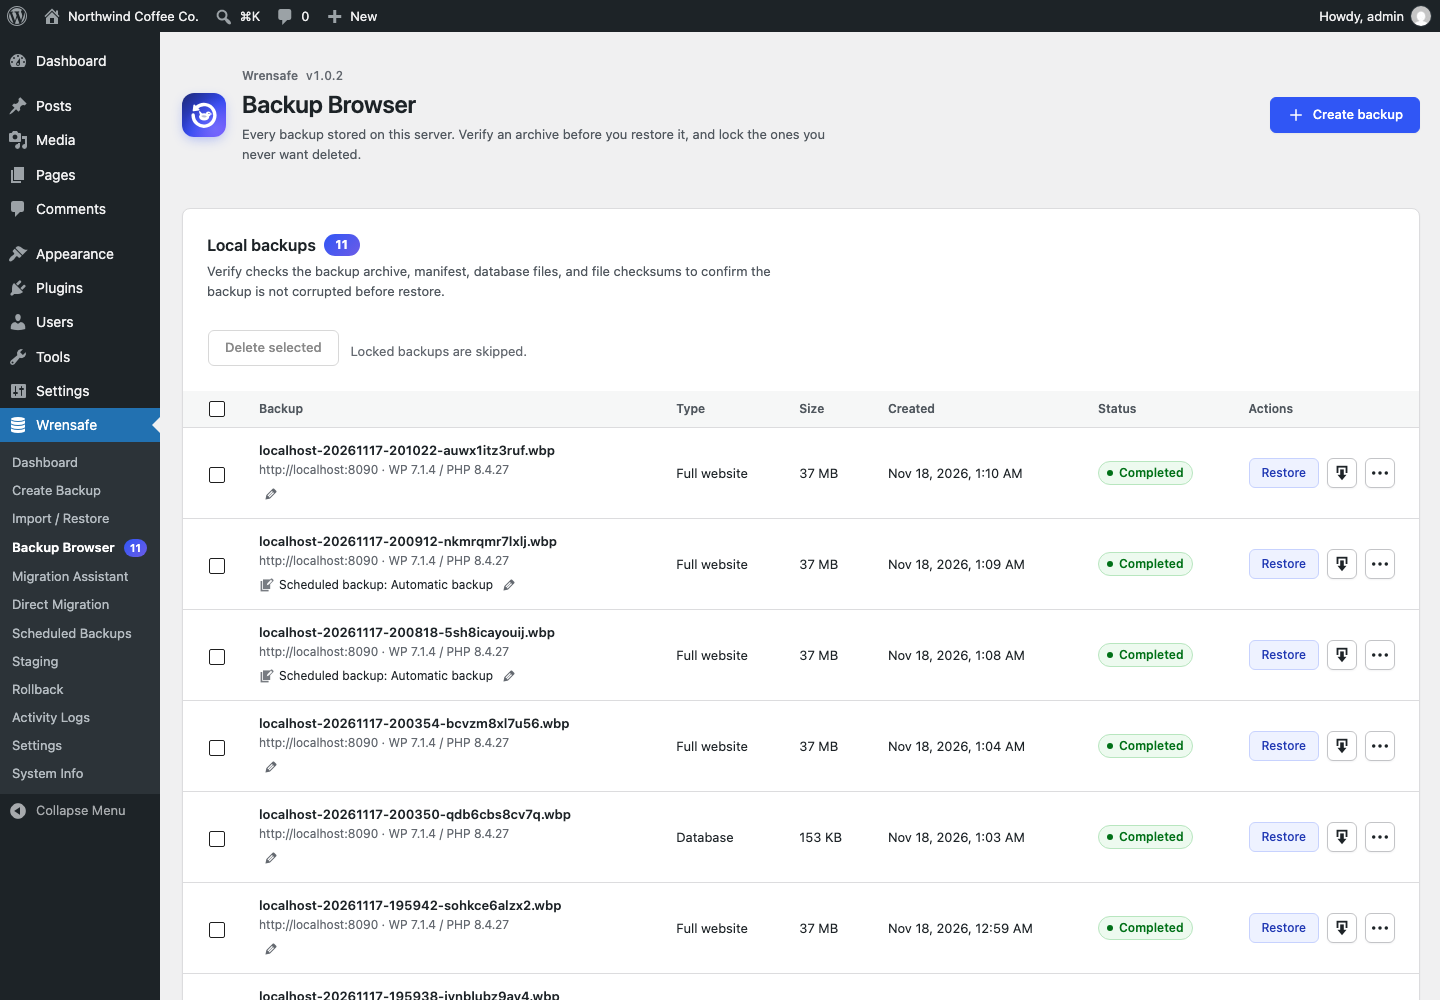 Northwind Coffee Co.
⌘K
0
New
Howdy, admin
Dashboard
Posts
Media
Pages
Comments
Appearance
Plugins
Users
Tools
Settings
Wrensafe
Dashboard
Create Backup
Import / Restore
Backup Browser 11
Migration Assistant
Direct Migration
Scheduled Backups
Staging
Rollback
Activity Logs
Settings
System Info
Collapse Menu
Wrensafe v1.0.2
Backup Browser
Every backup stored on this server. Verify an archive before you restore it, and lock the ones you
never want deleted.
Create backup
Local backups 11
Verify checks the backup archive, manifest, database files, and file checksums to confirm the
backup is not corrupted before restore.
Delete selected
Locked backups are skipped.
Backup Type Size Created Status Actions
localhost-20261117-201022-auwx1itz3ruf.wbp
http://localhost:8090 · WP 7.1.4 / PHP 8.4.27
Full website 37 MB Nov 18, 2026, 1:10 AM Completed Restore
localhost-20261117-200912-nkmrqmr7lxlj.wbp
http://localhost:8090 · WP 7.1.4 / PHP 8.4.27
Scheduled backup: Automatic backup
Full website 37 MB Nov 18, 2026, 1:09 AM Completed Restore
localhost-20261117-200818-5sh8icayouij.wbp
http://localhost:8090 · WP 7.1.4 / PHP 8.4.27
Scheduled backup: Automatic backup
Full website 37 MB Nov 18, 2026, 1:08 AM Completed Restore
localhost-20261117-200354-bcvzm8xl7u56.wbp
http://localhost:8090 · WP 7.1.4 / PHP 8.4.27
Full website 37 MB Nov 18, 2026, 1:04 AM Completed Restore
localhost-20261117-200350-qdb6cbs8cv7q.wbp
http://localhost:8090 · WP 7.1.4 / PHP 8.4.27
Database 153 KB Nov 18, 2026, 1:03 AM Completed Restore
localhost-20261117-195942-sohkce6alzx2.wbp
http://localhost:8090 · WP 7.1.4 / PHP 8.4.27
Full website 37 MB Nov 18, 2026, 12:59 AM Completed Restore